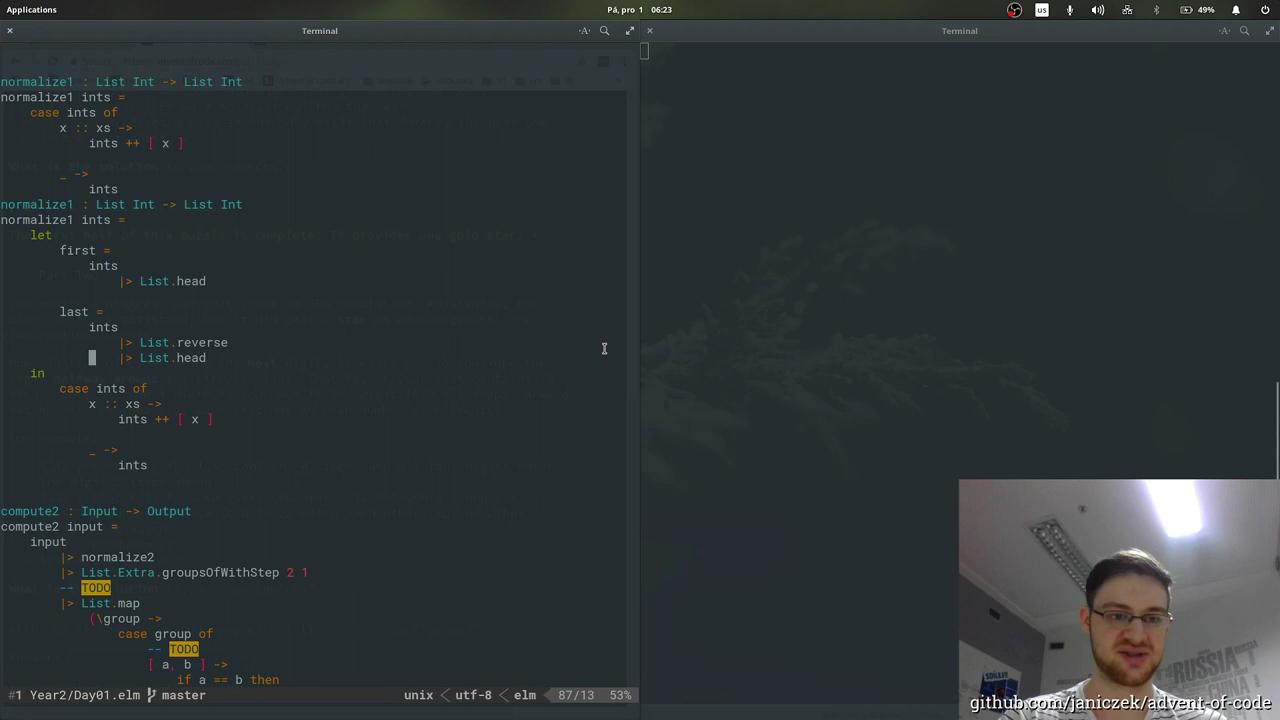 Applications
Pá, pro 1 06:23
us
49%
Terminal
Terminal
normalize1 : List Int -> List Int
normalize1 ints =
case ints of
x :: xs ->
ints ++ [ x ]
_ ->
ints
normalize1 : List Int -> List Int
normalize1 ints =
let
first =
ints
|> List.head
last =
ints
|> List.reverse
|> List.head
in
case ints of
x :: xs ->
ints ++ [ x ]
_ ->
ints
compute2 : Input -> Output
compute2 input =
input
|> normalize2
|> List.Extra.groupsOfWithStep 2 1
-- TODO
|> List.map
(\group ->
case group of
-- TODO
[ a, b ] ->
if a == b then
#1 Year2/Day01.elm master unix utf-8 elm 87/13 53%
RUSSIA
github.com/janiczek/advent-of-code